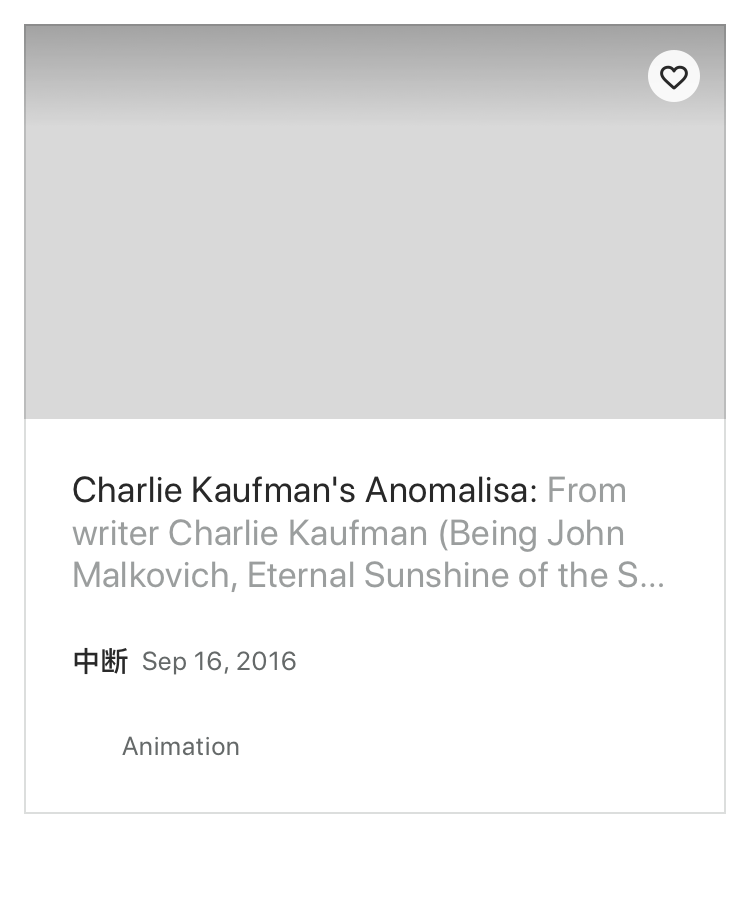 Charlie Kaufman's Anomalisa: From
writer Charlie Kaufman (Being John
Malkovich, Eternal Sunshine of the S...
中断 Sep 16, 2016
Animation